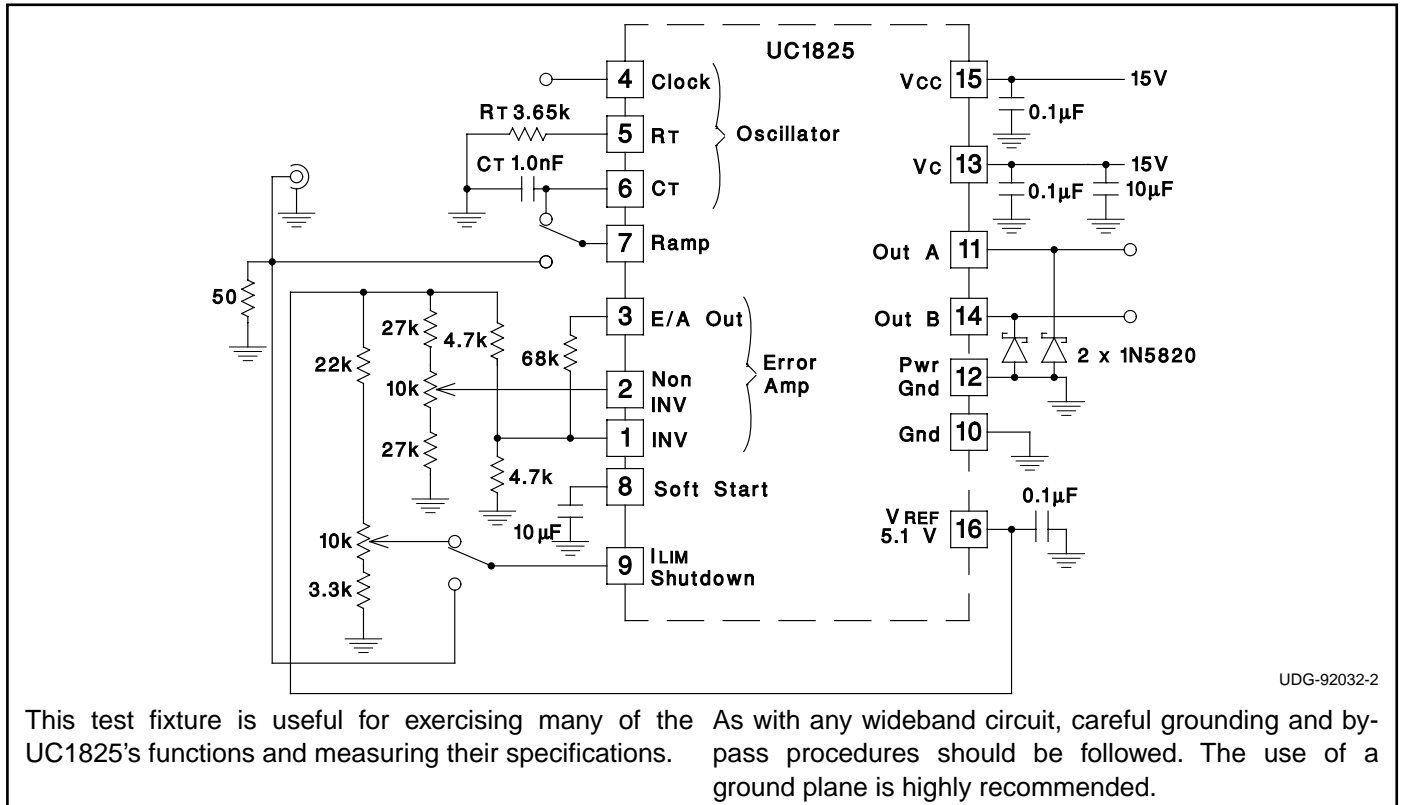 UC1825
4 Clock
RT 3.65k
5 RT
Oscillator
CT 1.0nF
6 CT
7 Ramp
50
3 E/A Out
27k
4.7k
22k
68k
Error
Amp
10k
2 Non
INV
1 INV
27k
4.7k
8 Soft Start
10µF
10k
9 ILIM
Shutdown
3.3k
Vcc 15 15V
0.1µF
Vc 13 15V
0.1µF 10µF
Out A 11
Out B 14
2 x 1N5820
Pwr
Gnd 12
Gnd 10
0.1µF
VREF
5.1 V 16
UDG-92032-2
This test fixture is useful for exercising many of the
UC1825's functions and measuring their specifications.
As with any wideband circuit, careful grounding and by-
pass procedures should be followed. The use of a
ground plane is highly recommended.